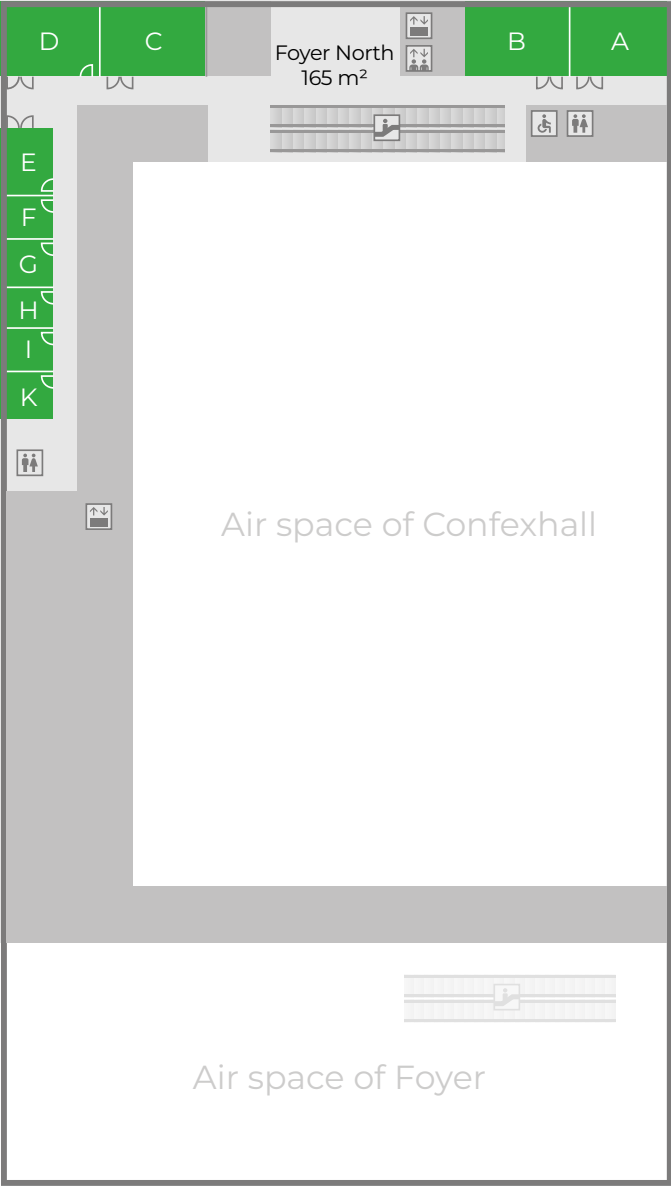 D
C
Foyer North
165 m²
B
A
E
F
G
H
I
K
Air space of Confexhall
Air space of Foyer